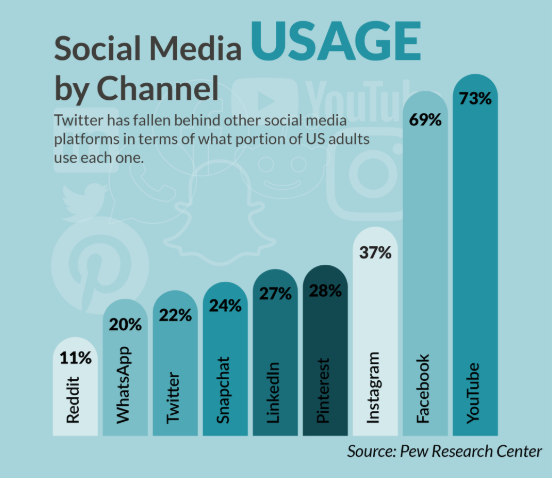 Social Media USAGE
by Channel
Twitter has fallen behind other social media
platforms in terms of what portion of US adults
use each one.
YouTube
in
11%
20%
22%
24%
27%
28%
37%
69%
73%
Reddit
WhatsApp
Twitter
Snapchat
LinkedIn
Pinterest
Instagram
Facebook
YouTube
Source: Pew Research Center